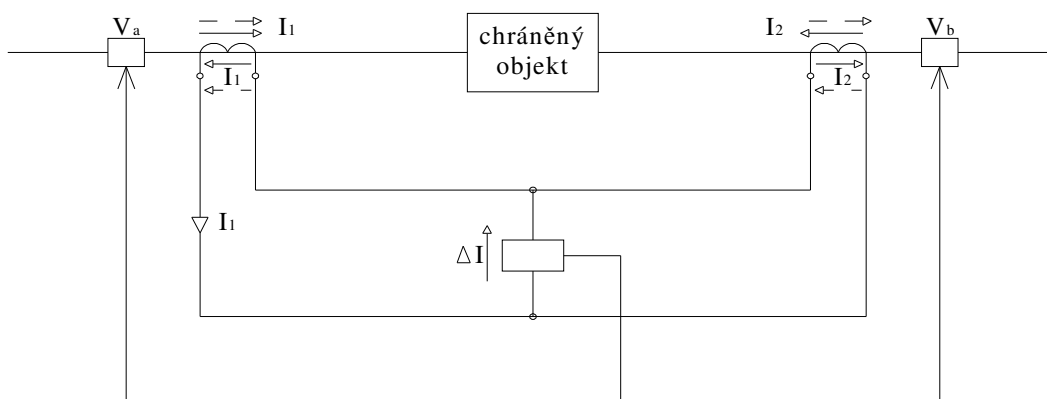 Va
I1
chráněný
objekt
I2
Vb
I1
I2
I1
ΔI